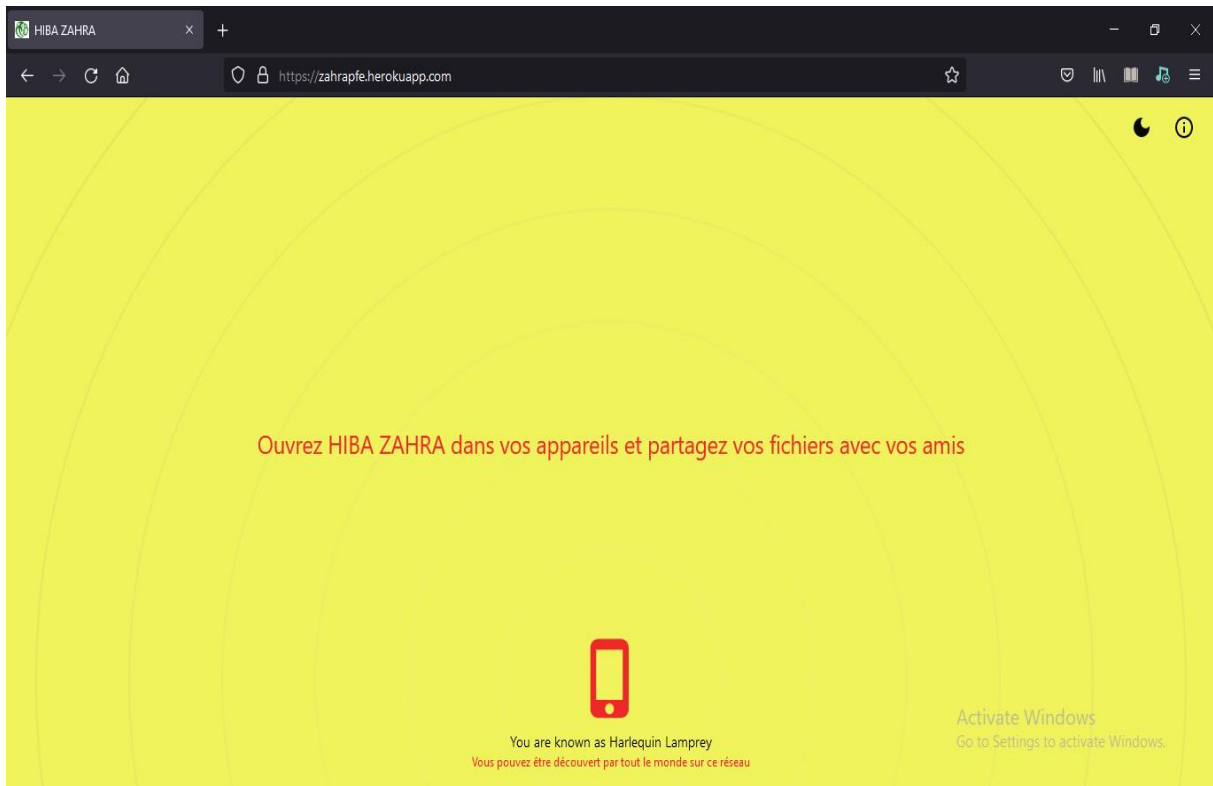 HIBA ZAHRA
https://zahrapfe.herokuapp.com
Ouvrez HIBA ZAHRA dans vos appareils et partagez vos fichiers avec vos amis
You are known as Harlequin Lamprey
Vous pouvez être découvert par tout le monde sur ce réseau
Activate Windows
Go to Settings to activate Windows.